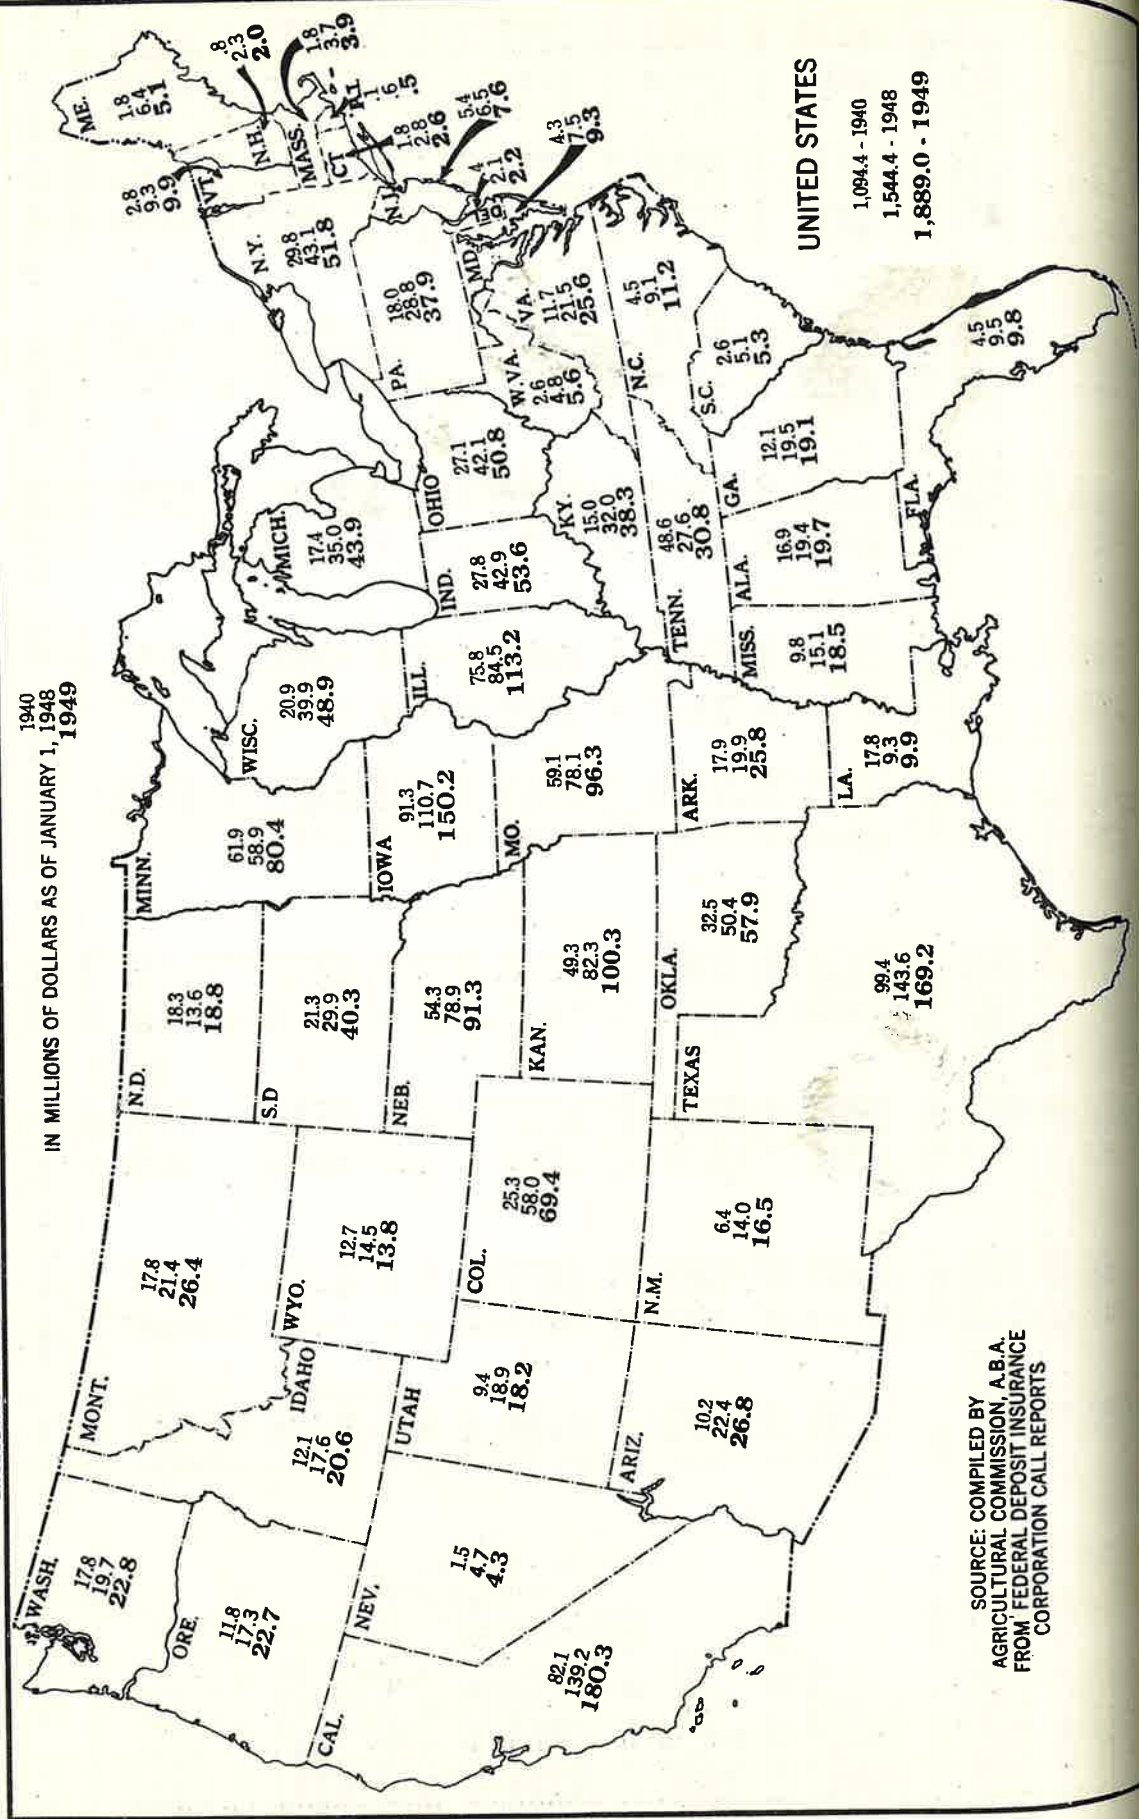 1940
IN MILLIONS OF DOLLARS AS OF JANUARY 1, 1948
1949
WASH.
17.8
19.7
22.8
ORE.
11.8
17.3
22.7
CAL.
82.1
139.2
180.3
NEV.
1.5
4.7
4.3
IDAHO
12.1
17.6
20.6
MONT.
17.8
21.4
26.4
WYO.
12.7
14.5
13.8
UTAH
9.4
18.9
18.2
ARIZ.
10.2
22.4
26.8
COL.
25.3
58.0
69.4
N.M.
6.4
14.0
16.5
N.D.
18.3
13.6
18.8
S.D
21.3
29.9
40.3
NEB.
54.3
78.9
91.3
KAN.
49.3
82.3
100.3
OKLA.
32.5
50.4
57.9
TEXAS
99.4
143.6
169.2
MINN.
61.9
58.9
80.4
IOWA
91.3
110.7
150.2
MO.
59.1
78.1
96.3
ARK.
17.9
19.9
25.8
LA.
17.8
9.3
9.9
WISC.
20.9
39.9
48.9
ILL.
75.8
84.5
113.2
MICH.
17.4
35.0
43.9
IND.
27.8
42.9
53.6
OHIO
27.1
42.1
50.8
KY.
15.0
32.0
38.3
TENN.
48.6
27.6
30.8
MISS.
9.8
15.1
18.5
ALA.
16.9
19.4
19.7
GA.
12.1
19.5
19.1
FLA.
4.5
9.5
9.8
S.C.
2.6
5.1
5.3
N.C.
4.5
9.1
11.2
VA.
11.7
21.5
25.6
W.VA.
2.6
4.8
5.6
PA.
18.0
28.8
37.9
N.Y.
29.8
43.1
51.8
VT.
2.8
9.3
9.9
ME.
1.8
6.4
5.1
N.H.
.8
2.3
2.0
MASS.
1.8
3.7
3.9
R.I.
.1
.6
.5
CT
1.8
2.8
2.6
N.J.
5.4
6.5
7.6
.4
2.1
2.2
MD.
4.3
7.5
9.3
UNITED STATES
1,094.4 - 1940
1,544.4 - 1948
1,889.0 - 1949
SOURCE: COMPILED BY
AGRICULTURAL COMMISSION, A.B.A.
FROM FEDERAL DEPOSIT INSURANCE
CORPORATION CALL REPORTS